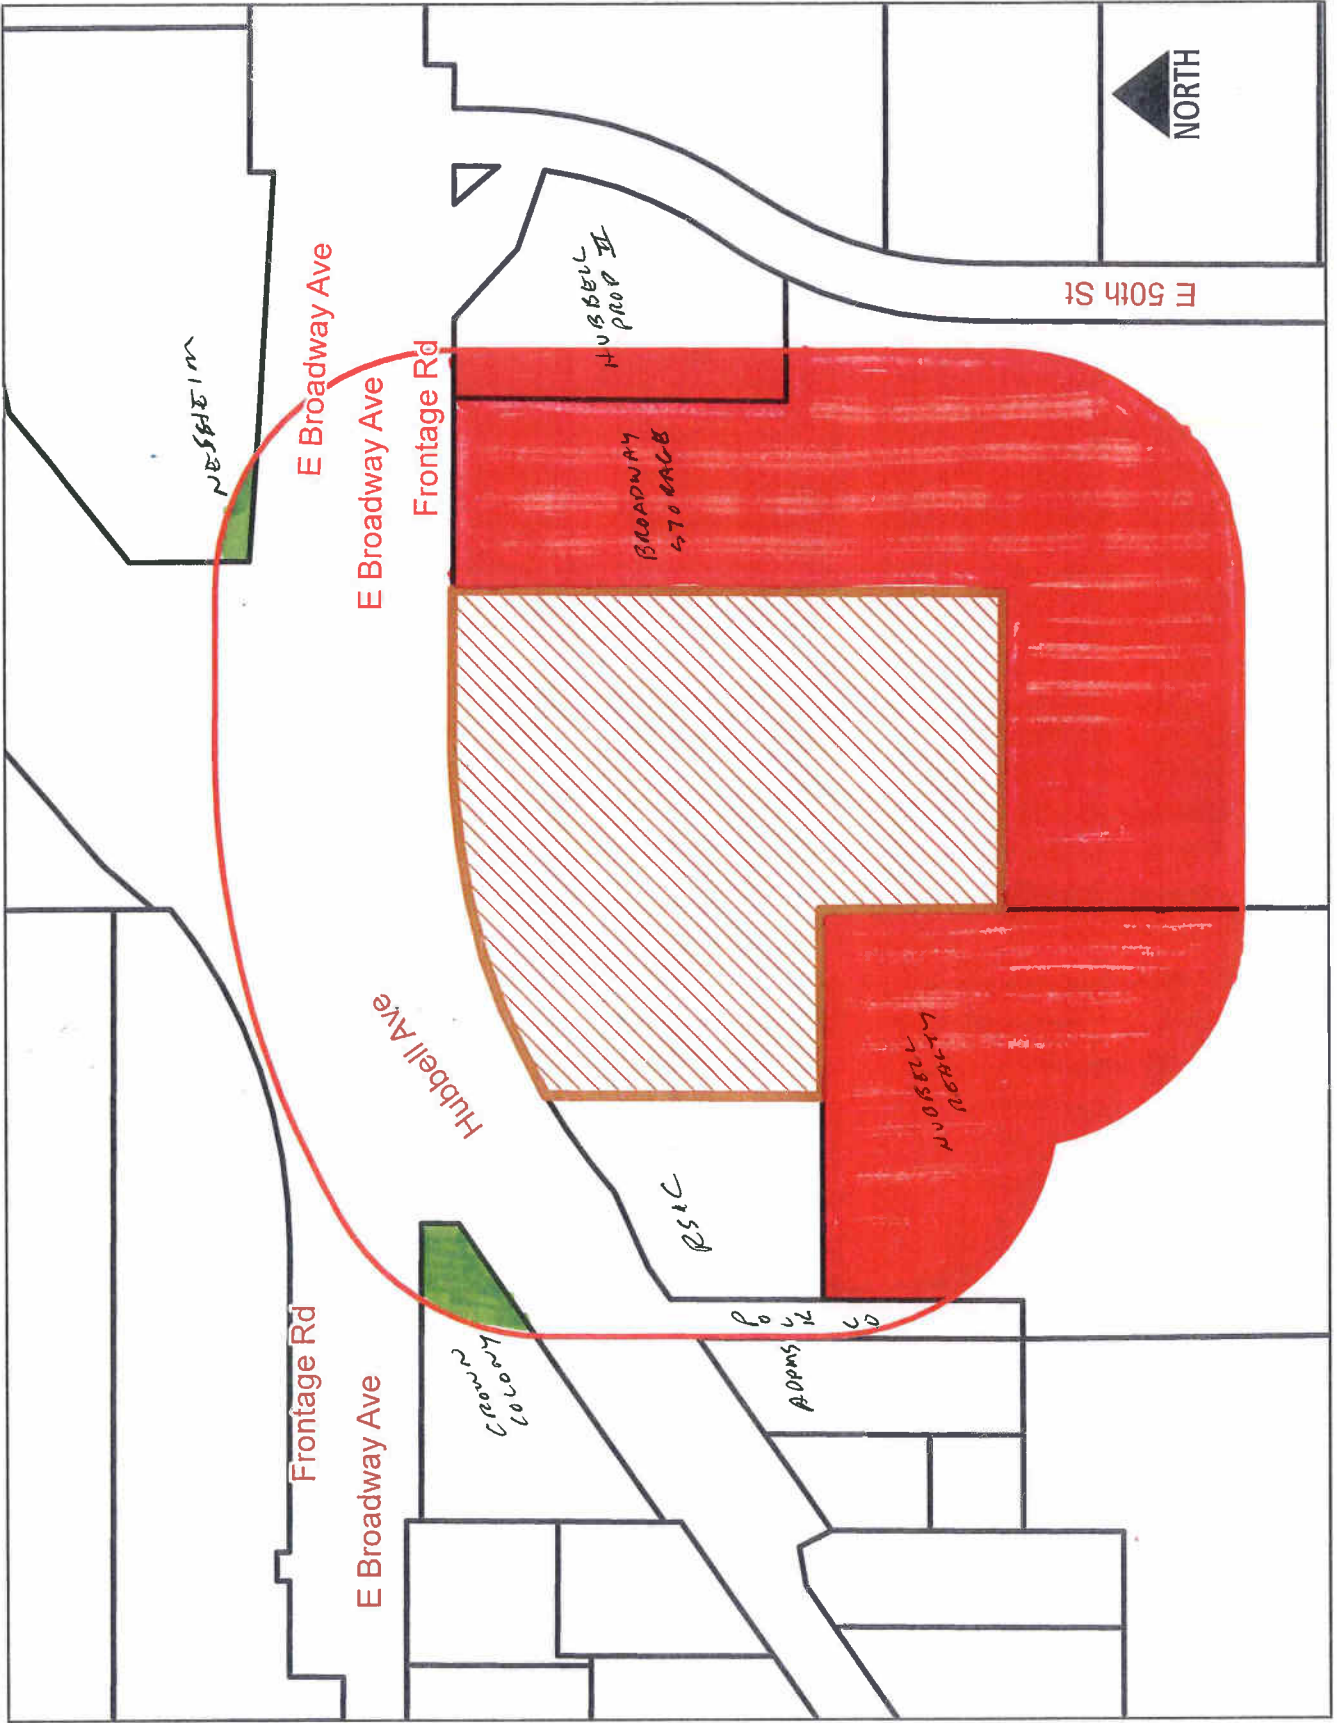 NESSHEIM
E Broadway Ave
E Broadway Ave
Frontage Rd
HUBBELL
PROP II
NORTH
E 50th St
BROADWAY
STORAGE
Hubbell Ave
HUBBELL
REALTY
RS&C
Frontage Rd
E Broadway Ave
CROWN
COLONY
ADAMS
POLK
CO